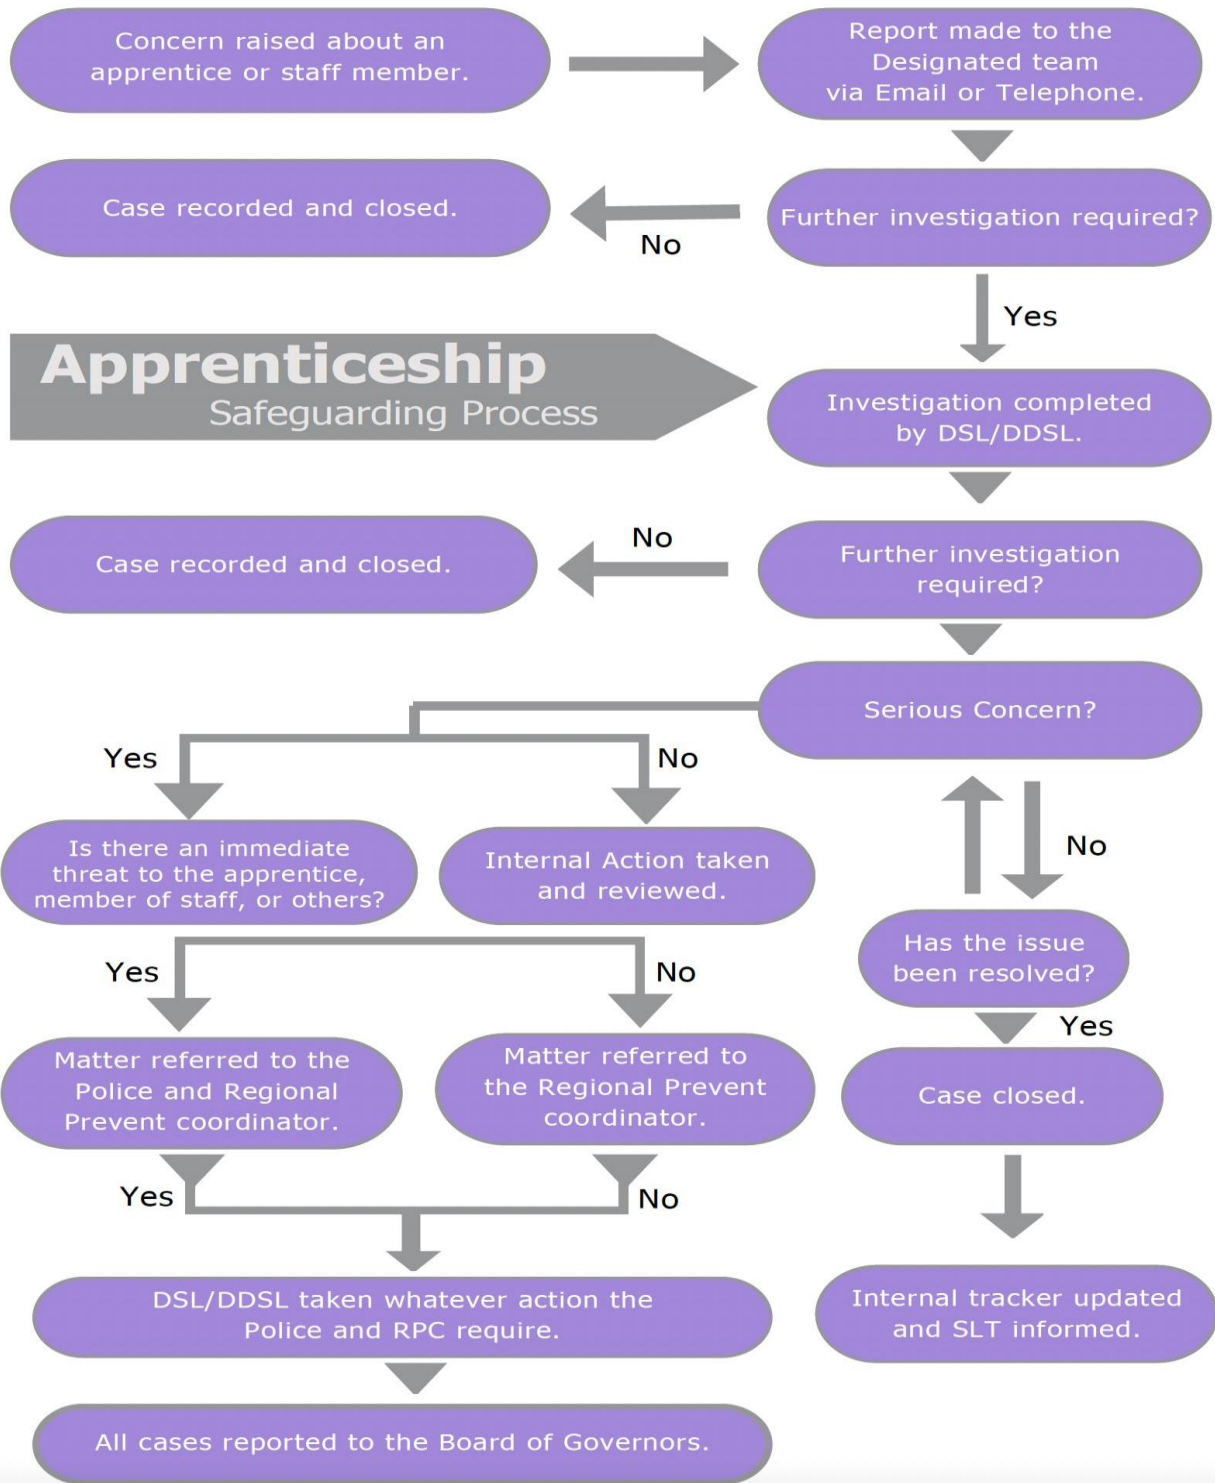 Concern raised about an
apprentice or staff member.
Report made to the
Designated team
via Email or Telephone.
Case recorded and closed.
No
Further investigation required?
Yes
Apprenticeship
Safeguarding Process
Investigation completed
by DSL/DDSL.
Case recorded and closed.
No
Further investigation
required?
Serious Concern?
Yes
No
Is there an immediate
threat to the apprentice,
member of staff, or others?
Internal Action taken
and reviewed.
No
Has the issue
been resolved?
Yes
No
Yes
Matter referred to the
Police and Regional
Prevent coordinator.
Matter referred to
the Regional Prevent
coordinator.
Case closed.
Yes
No
DSL/DDSL taken whatever action the
Police and RPC require.
Internal tracker updated
and SLT informed.
All cases reported to the Board of Governors.